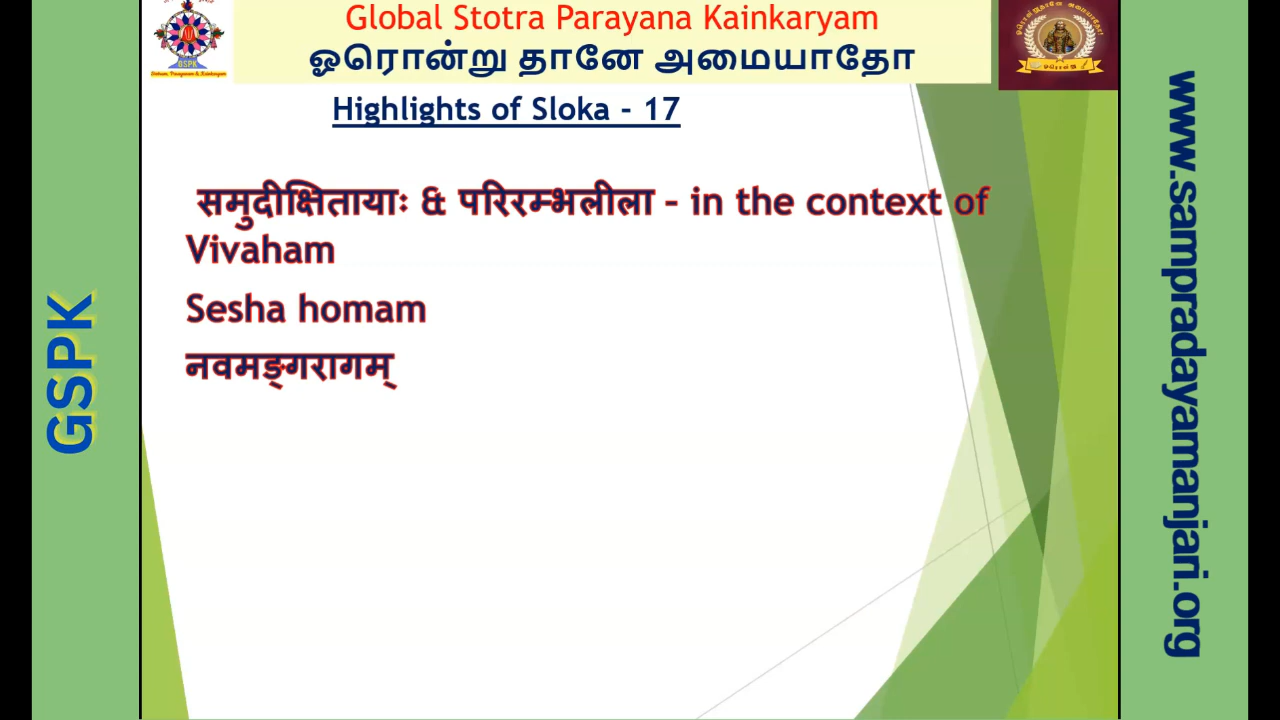 Global Stotra Parayana Kainkaryam
ஓரொன்று தானே அமையாதோ
Highlights of Sloka - 17
समुदीक्षितायाः & परिरम्भलीला – in the context of
Vivaham
Sesha homam
नवमङ्गरागम्
GSPK
www.sampradayamanjari.org